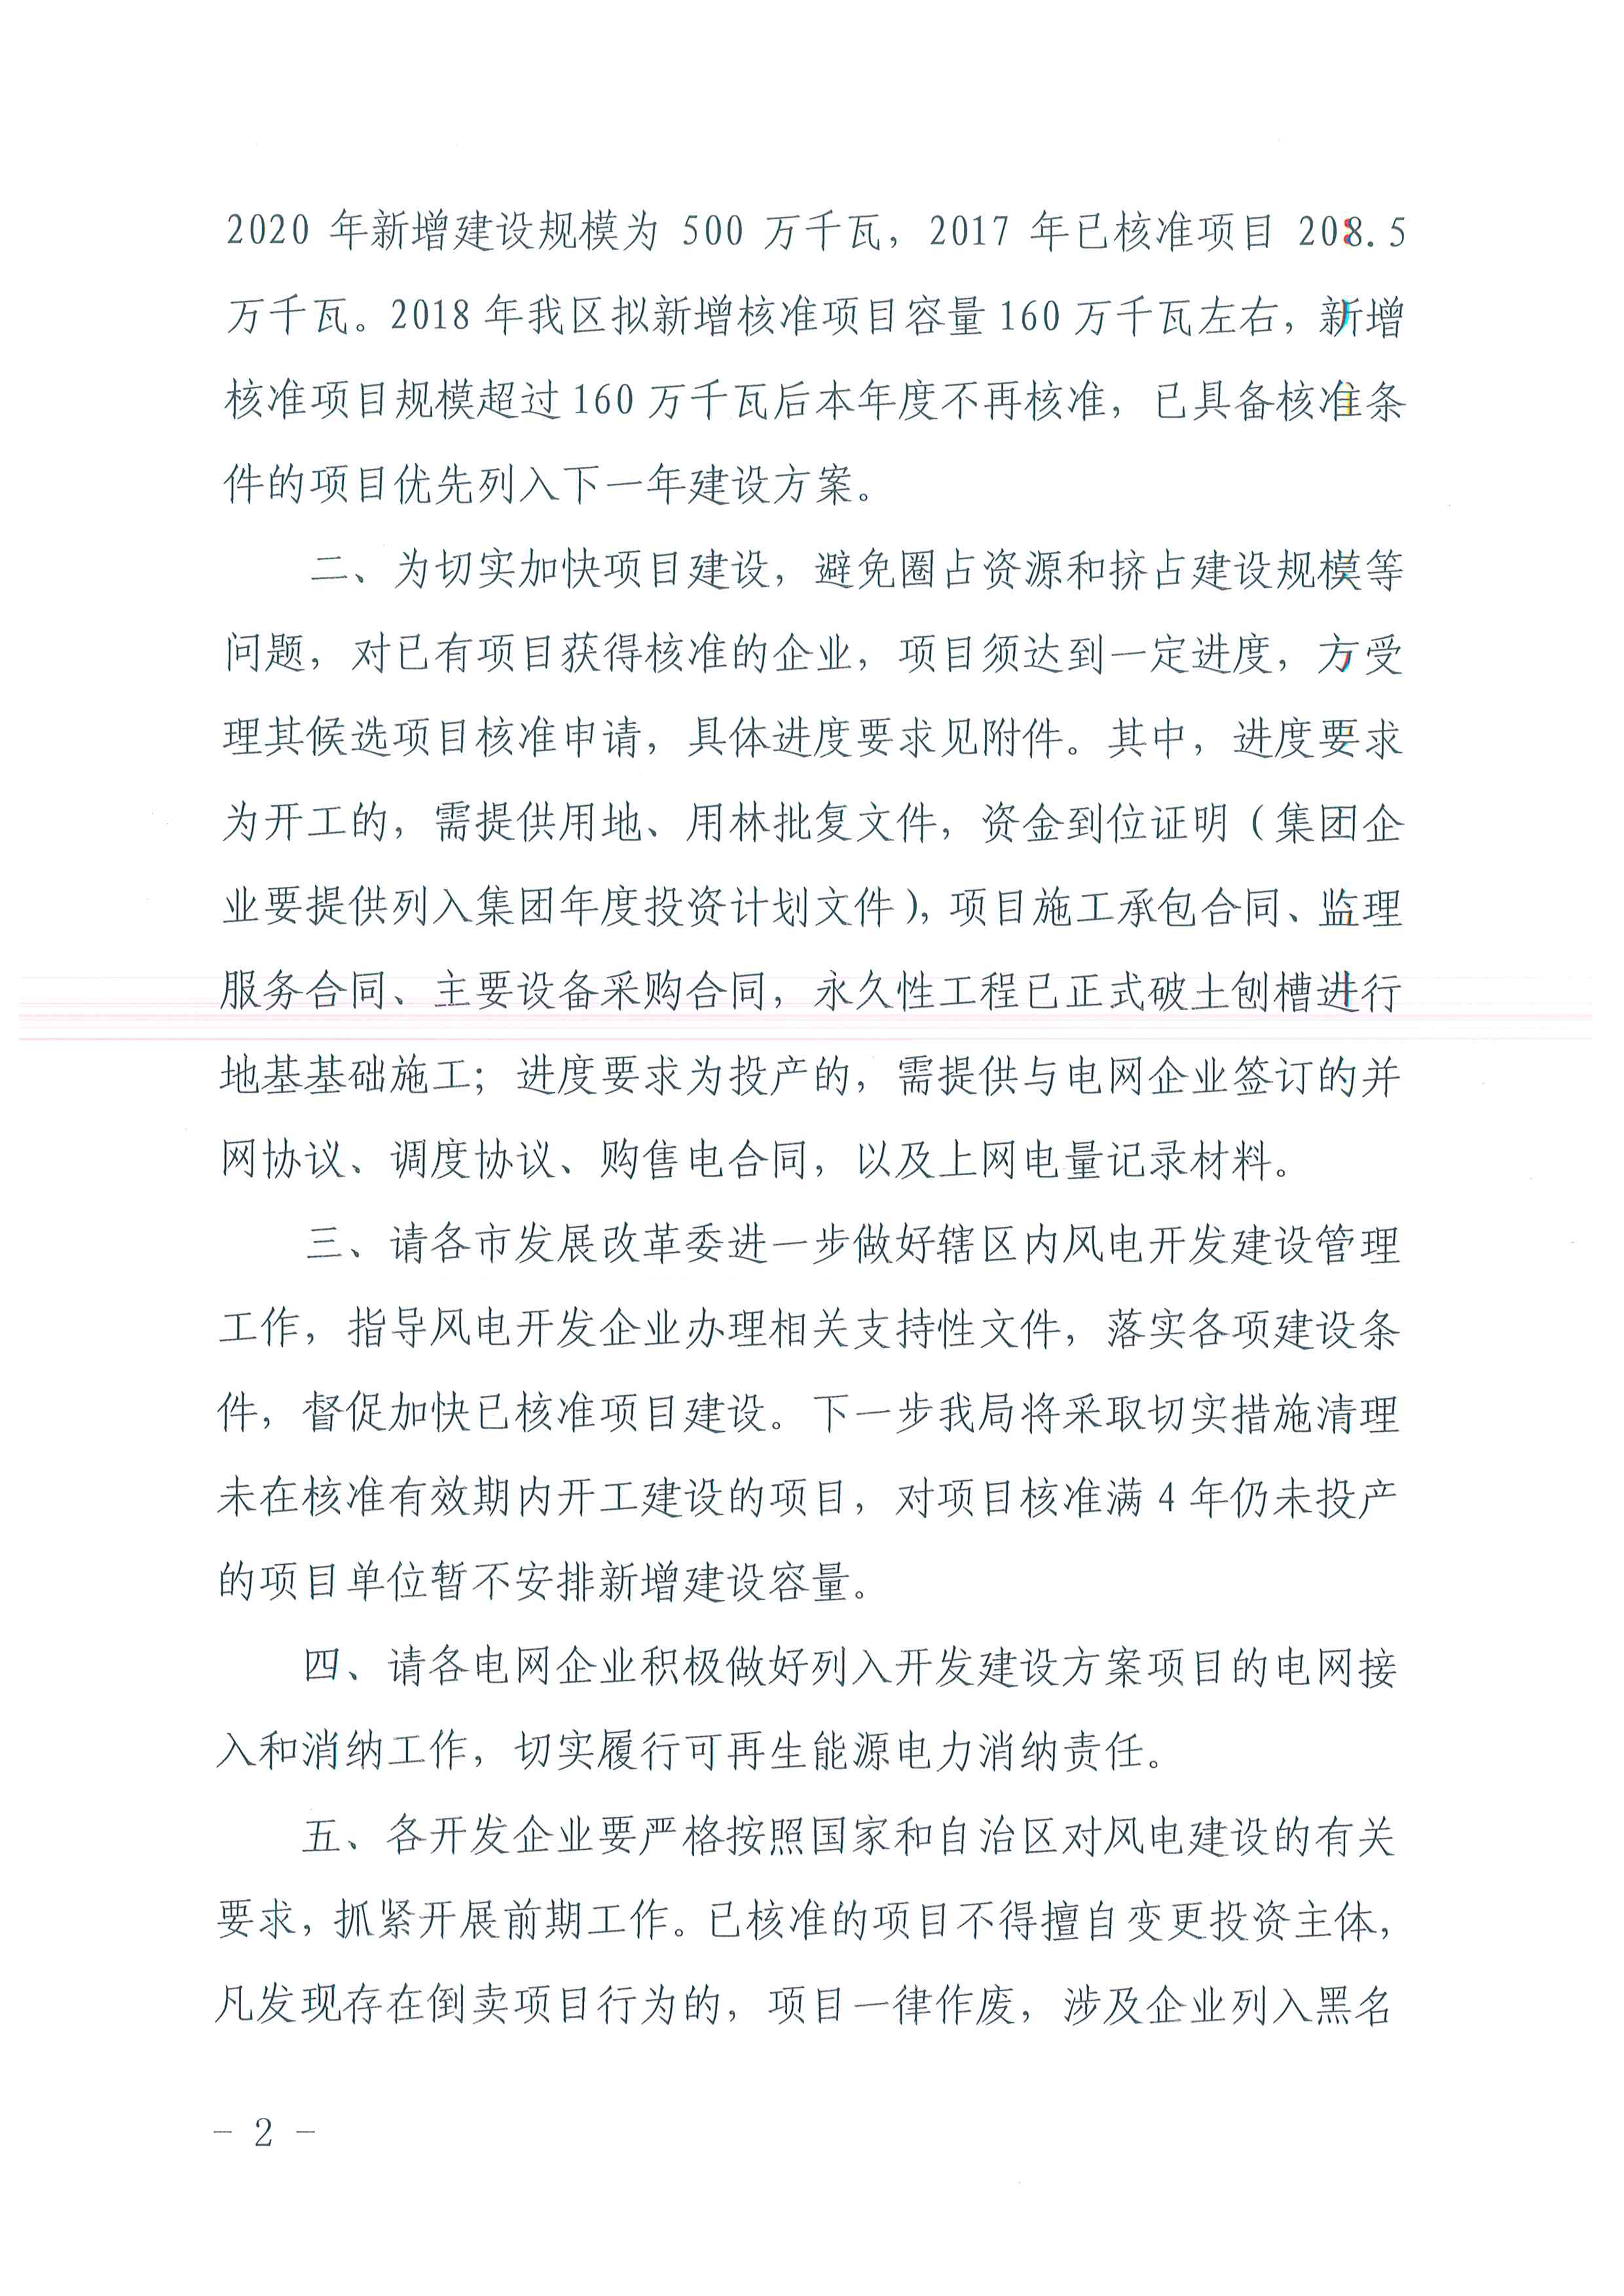 2020 年新增建设规模为 500 万千瓦，2017 年已核准项目 208.5
万千瓦。2018 年我区拟新增核准项目容量 160 万千瓦左右，新增
核准项目规模超过 160 万千瓦后本年度不再核准，已具备核准条
件的项目优先列入下一年建设方案。
二、为切实加快项目建设，避免圈占资源和挤占建设规模等
问题，对已有项目获得核准的企业，项目须达到一定进度，方受
理其候选项目核准申请，具体进度要求见附件。其中，进度要求
为开工的，需提供用地、用林批复文件，资金到位证明（集团企
业要提供列入集团年度投资计划文件），项目施工承包合同、监理
服务合同、主要设备采购合同，永久性工程已正式破土刨槽进行
地基基础施工；进度要求为投产的，需提供与电网企业签订的并
网协议、调度协议、购售电合同，以及上网电量记录材料。
三、请各市发展改革委进一步做好辖区内风电开发建设管理
工作，指导风电开发企业办理相关支持性文件，落实各项建设条
件，督促加快已核准项目建设。下一步我局将采取切实措施清理
未在核准有效期内开工建设的项目，对项目核准满 4 年仍未投产
的项目单位暂不安排新增建设容量。
四、请各电网企业积极做好列入开发建设方案项目的电网接
入和消纳工作，切实履行可再生能源电力消纳责任。
五、各开发企业要严格按照国家和自治区对风电建设的有关
要求，抓紧开展前期工作。已核准的项目不得擅自变更投资主体，
凡发现存在倒卖项目行为的，项目一律作废，涉及企业列入黑名
- 2 -